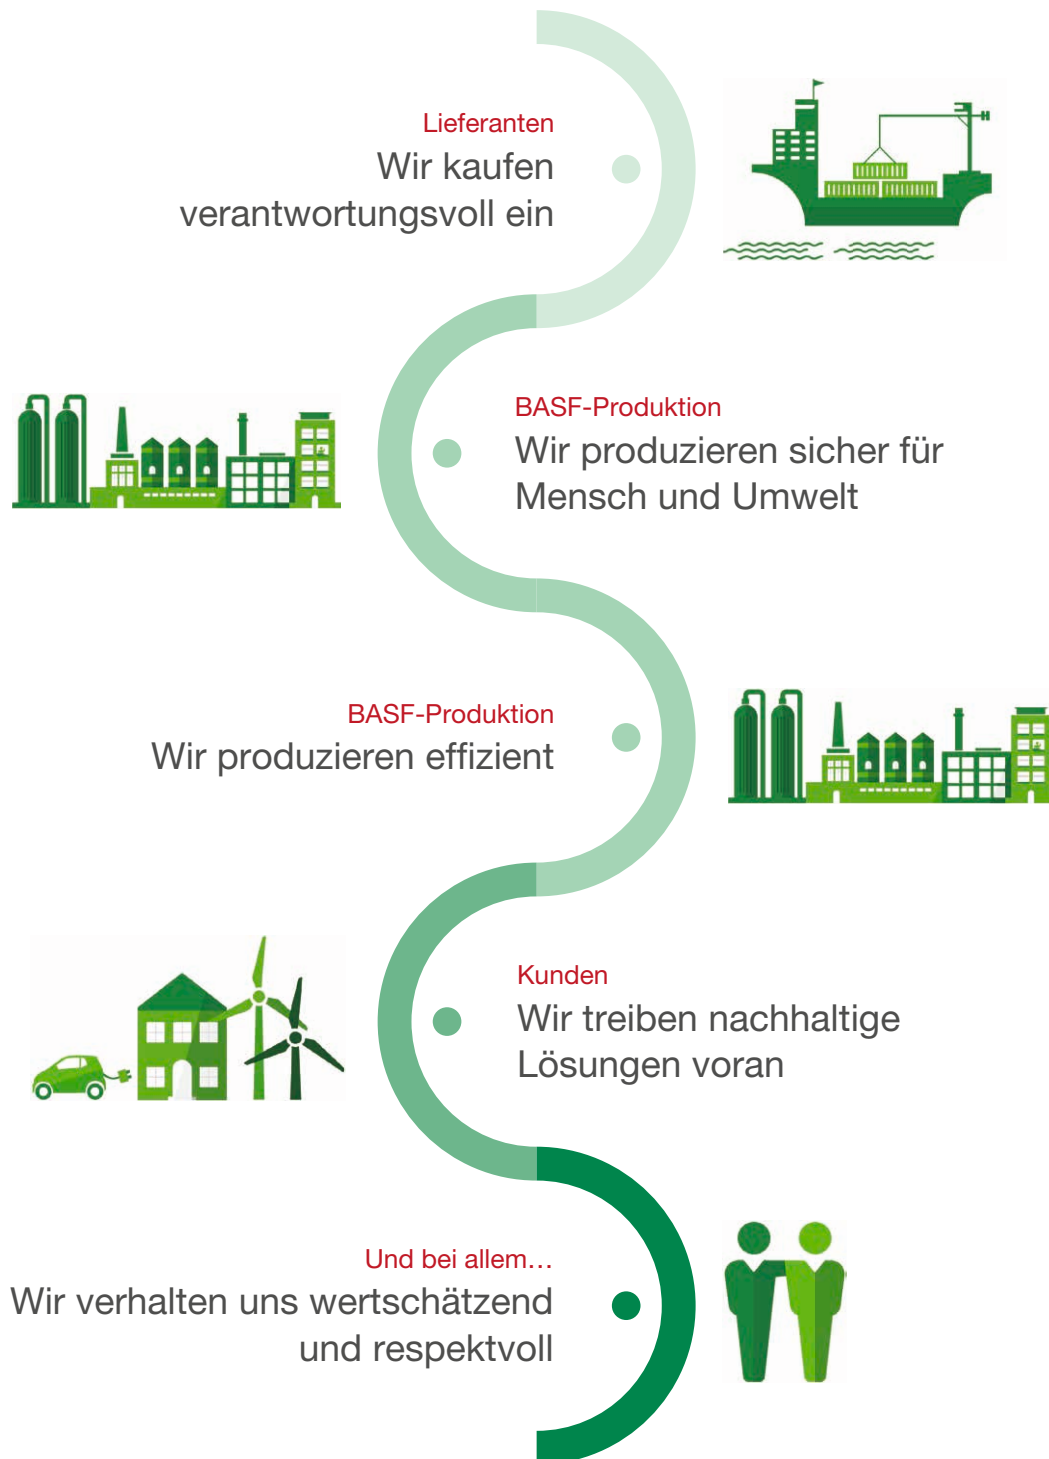 Lieferanten
Wir kaufen
verantwortungsvoll ein
BASF-Produktion
Wir produzieren sicher für
Mensch und Umwelt
BASF-Produktion
Wir produzieren effizient
Kunden
Wir treiben nachhaltige
Lösungen voran
Und bei allem…
Wir verhalten uns wertschätzend
und respektvoll